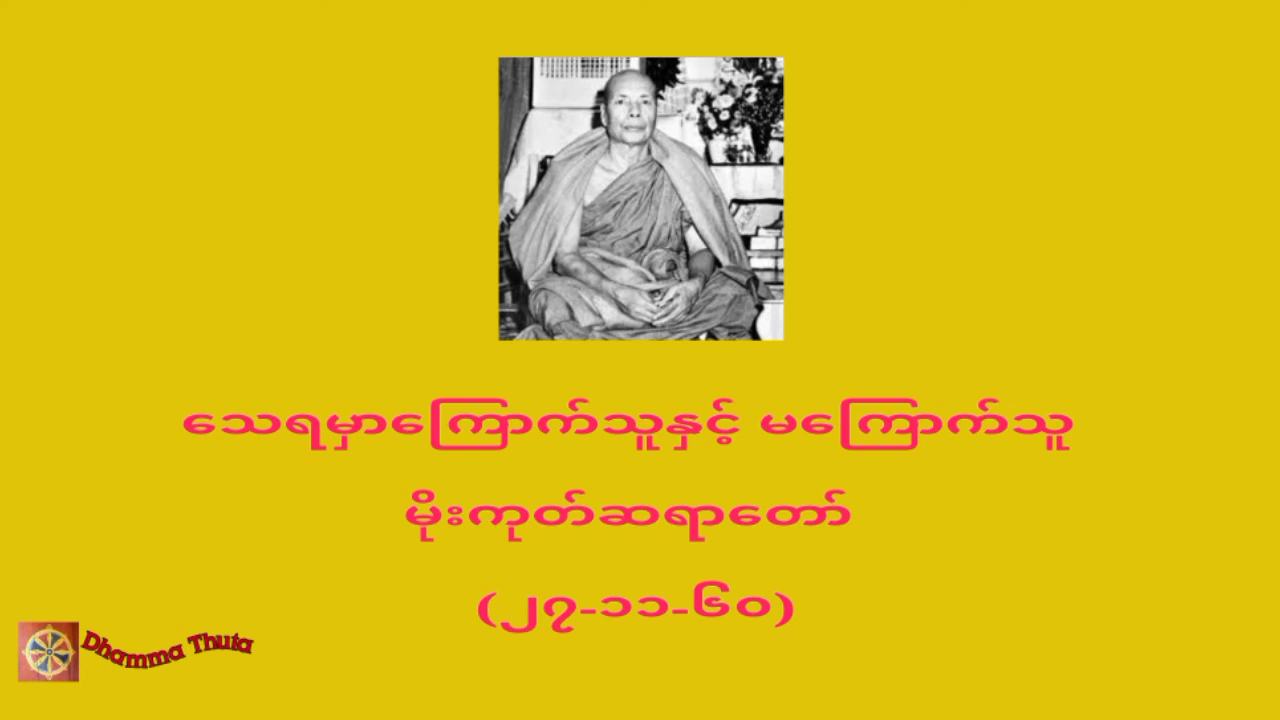 သေရမှာကြောက်သူနှင့် မကြောက်သူ
မိုးကုတ်ဆရာတော်
(၂၇-၁၁-၆၀)
Dhamma Thuta